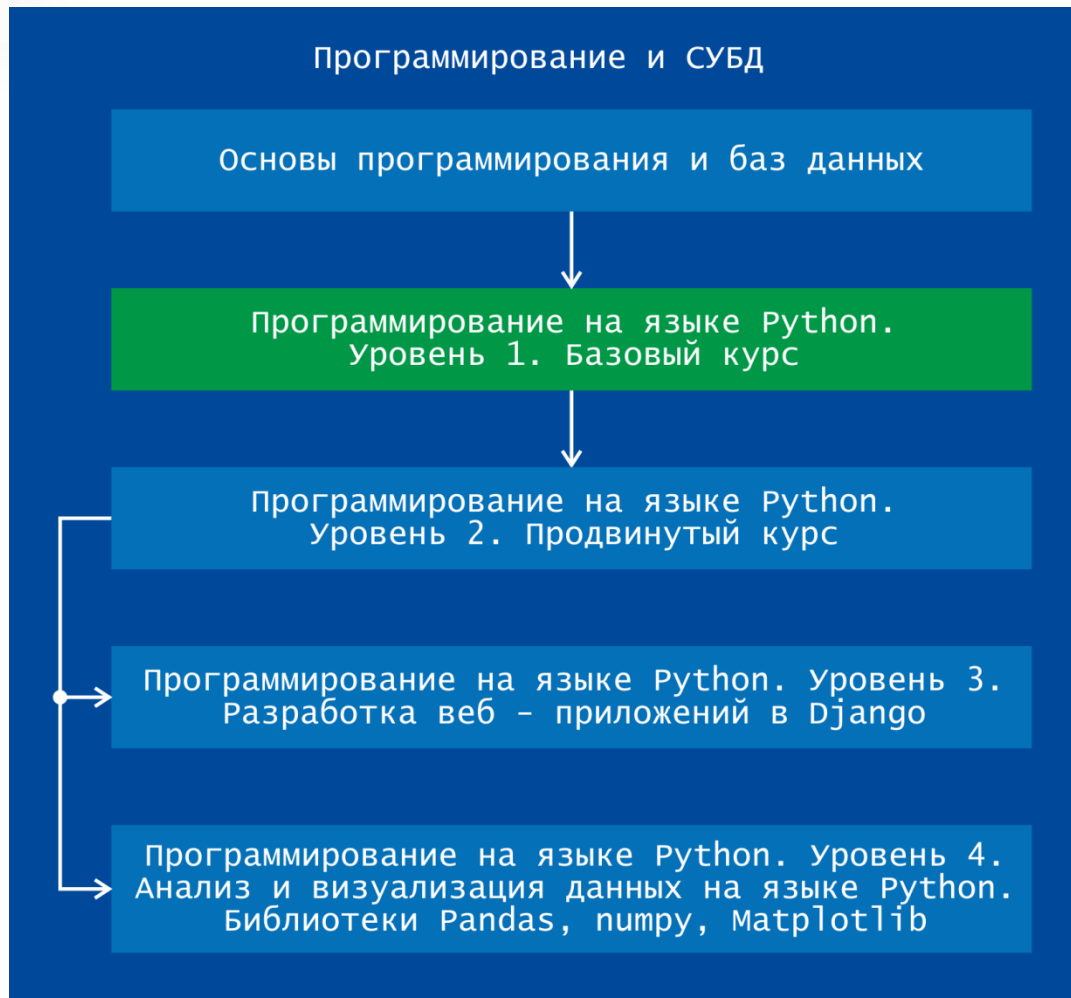 Программирование и СУБД
Основы программирования и баз данных
Программирование на языке Python.
Уровень 1. Базовый курс
Программирование на языке Python.
Уровень 2. Продвинутый курс
Программирование на языке Python. Уровень 3.
Разработка веб - приложений в Django
Программирование на языке Python. Уровень 4.
Анализ и визуализация данных на языке Python.
Библиотеки Pandas, numpy, Matplotlib